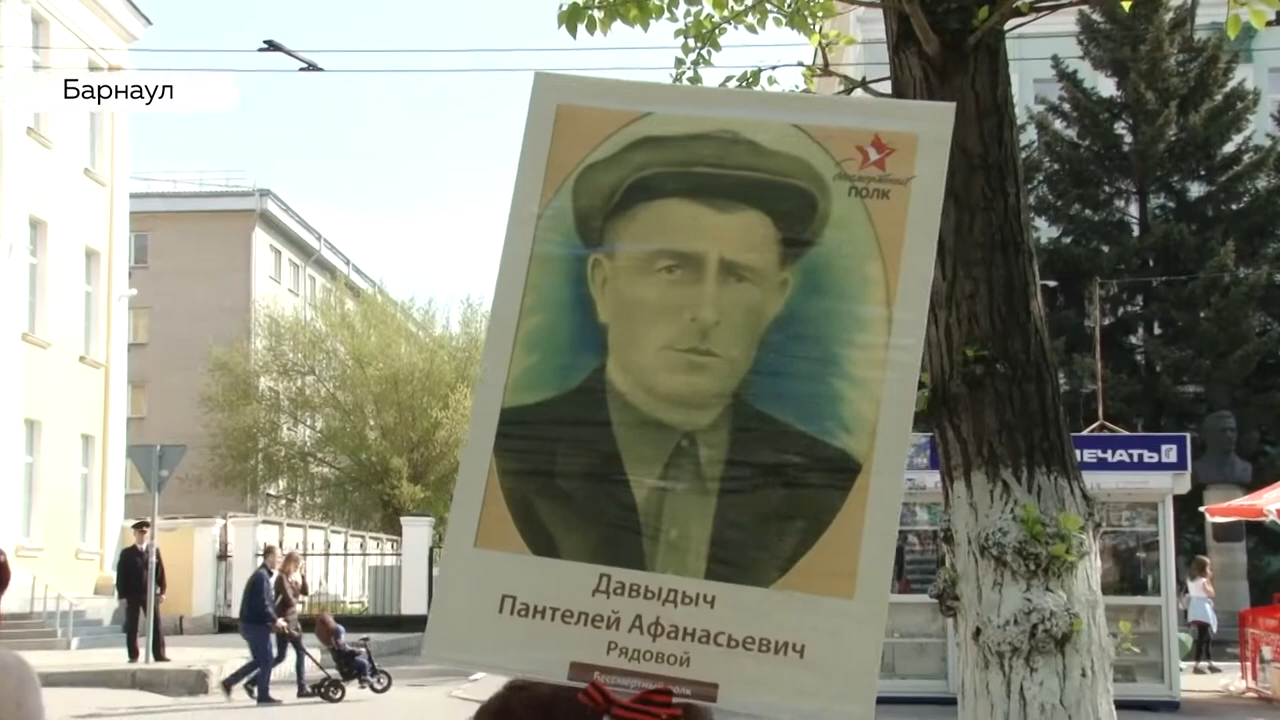 Барнаул
бессмертный
ПОЛК
ПЕЧАТЬ
Давыдыч
Пантелей Афанасьевич
Рядовой
Бессмертный полк